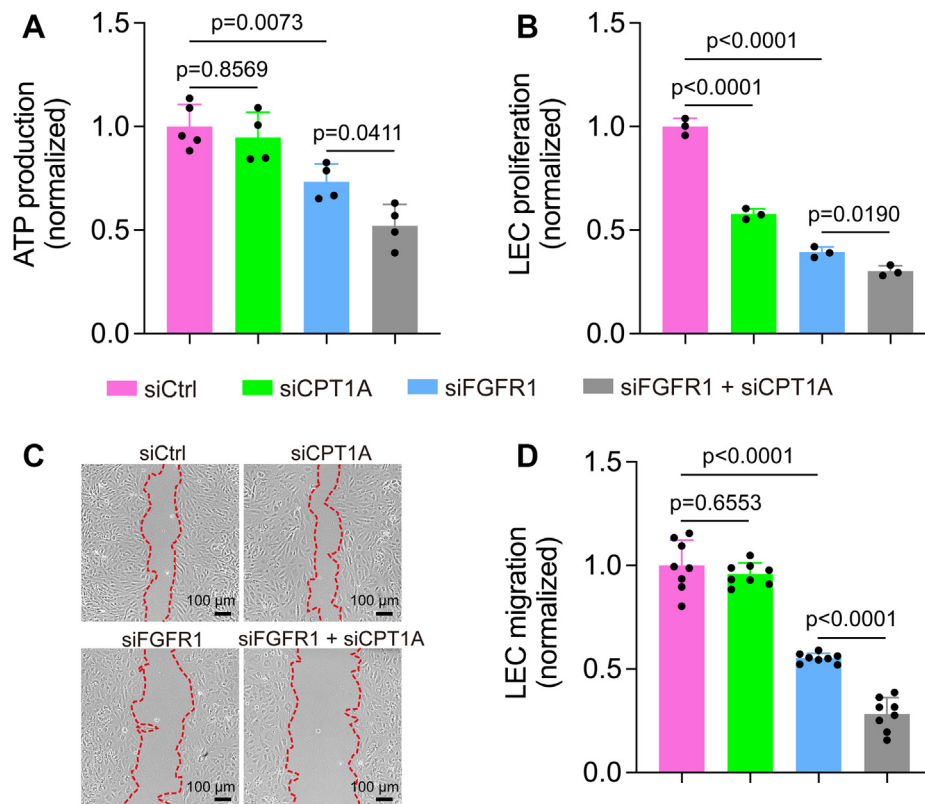 A
ATP production
(normalized)
1.5
1.0
0.5
0.0
p=0.0073
p=0.8569
p=0.0411
B
LEC proliferation
(normalized)
1.5
1.0
0.5
0.0
p<0.0001
p<0.0001
p=0.0190
siCtrl
siCPT1A
siFGFR1
siFGFR1 + siCPT1A
C
siCtrl
siCPT1A
100 µm
100 µm
siFGFR1
siFGFR1 + siCPT1A
100 µm
100 µm
D
LEC migration
(normalized)
1.5
1.0
0.5
0.0
p<0.0001
p=0.6553
p<0.0001